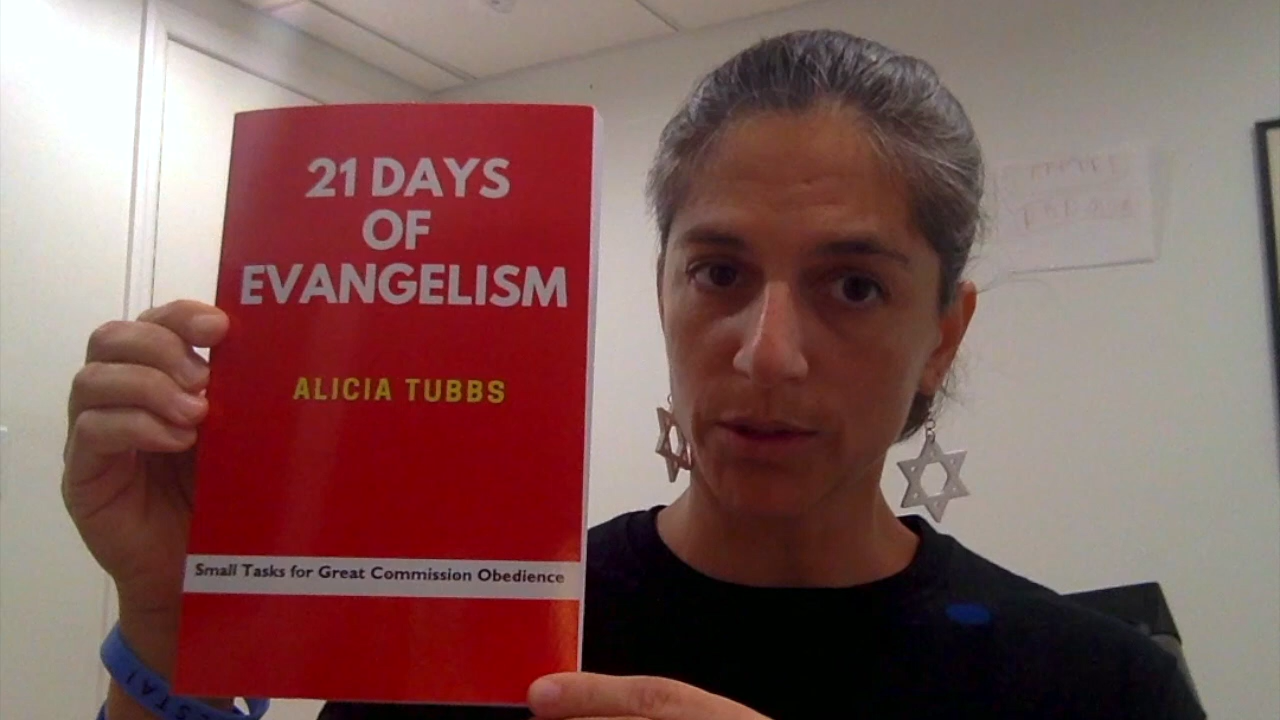 21 DAYS
OF
EVANGELISM
ALICIA TUBBS
Small Tasks for Great Commission Obedience